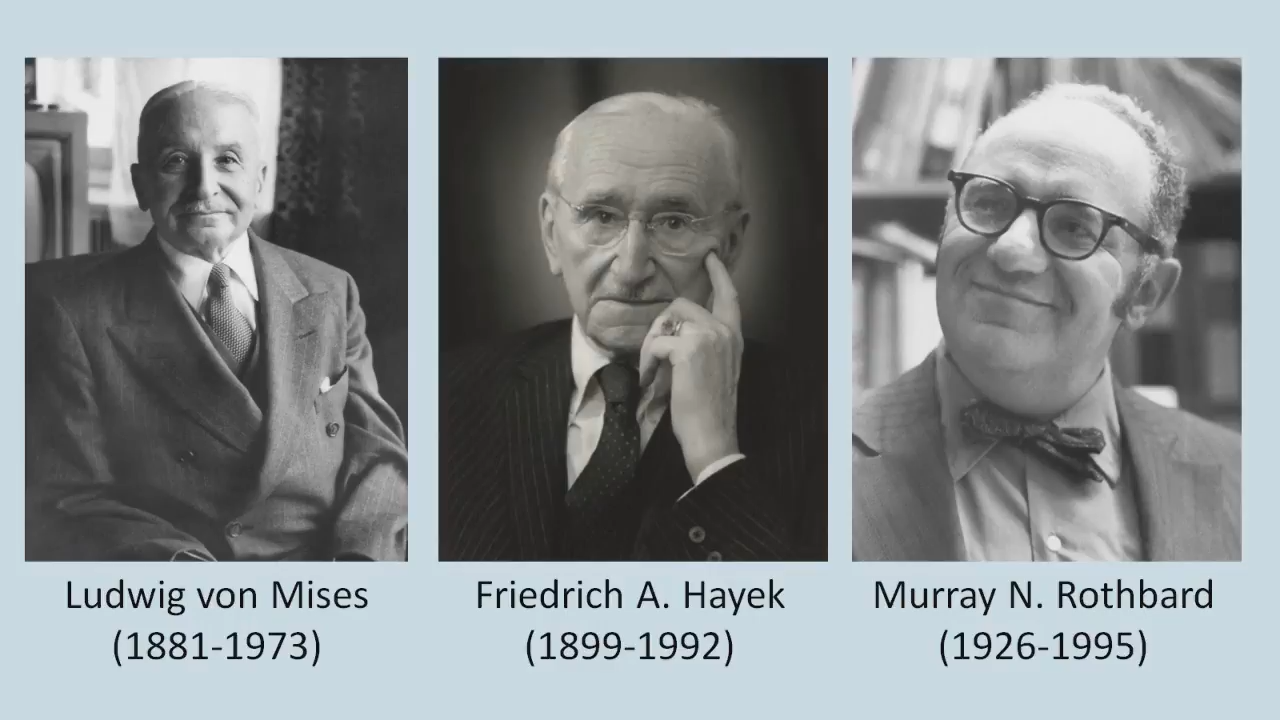 Ludwig von Mises
(1881-1973)
Friedrich A. Hayek
(1899-1992)
Murray N. Rothbard
(1926-1995)